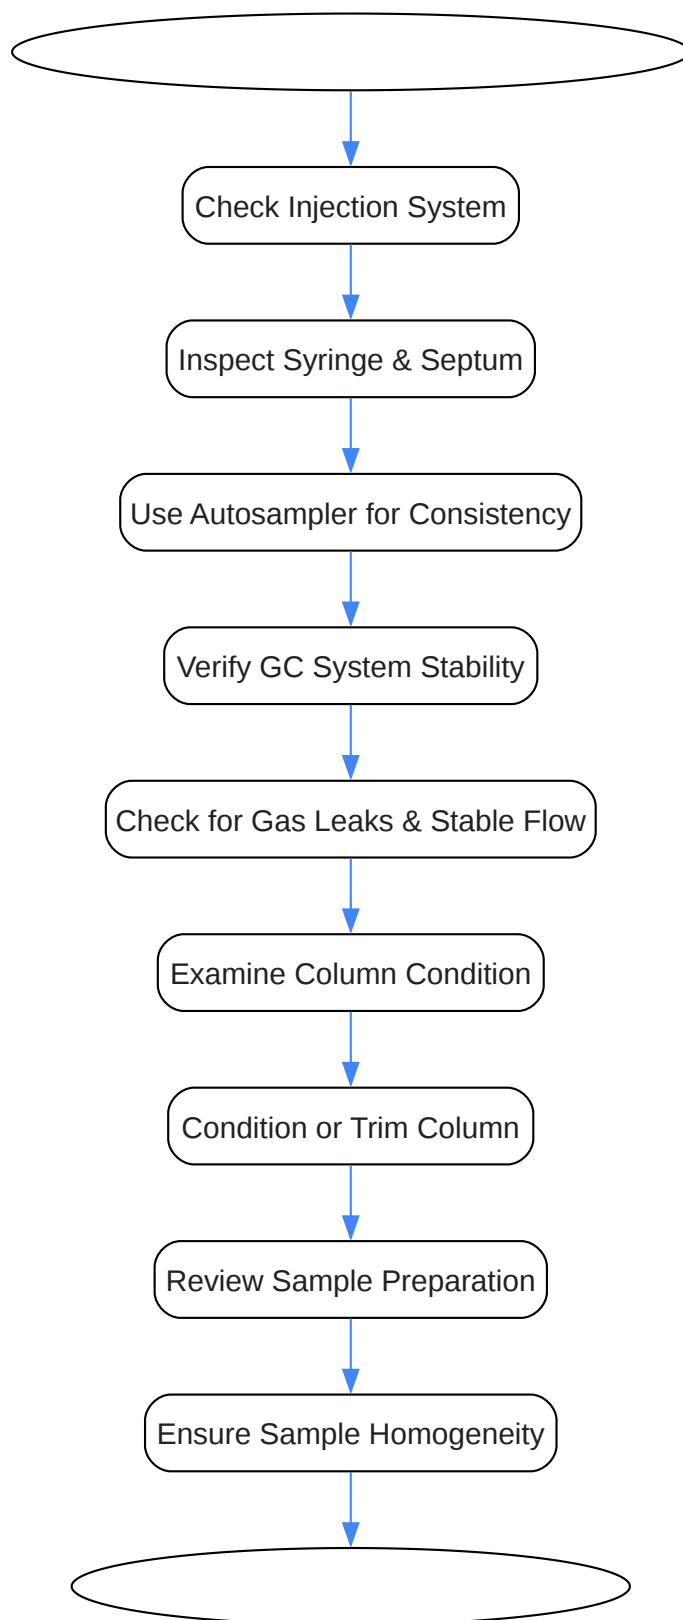 Check Injection System
Inspect Syringe & Septum
Use Autosampler for Consistency
Verify GC System Stability
Check for Gas Leaks & Stable Flow
Examine Column Condition
Condition or Trim Column
Review Sample Preparation
Ensure Sample Homogeneity